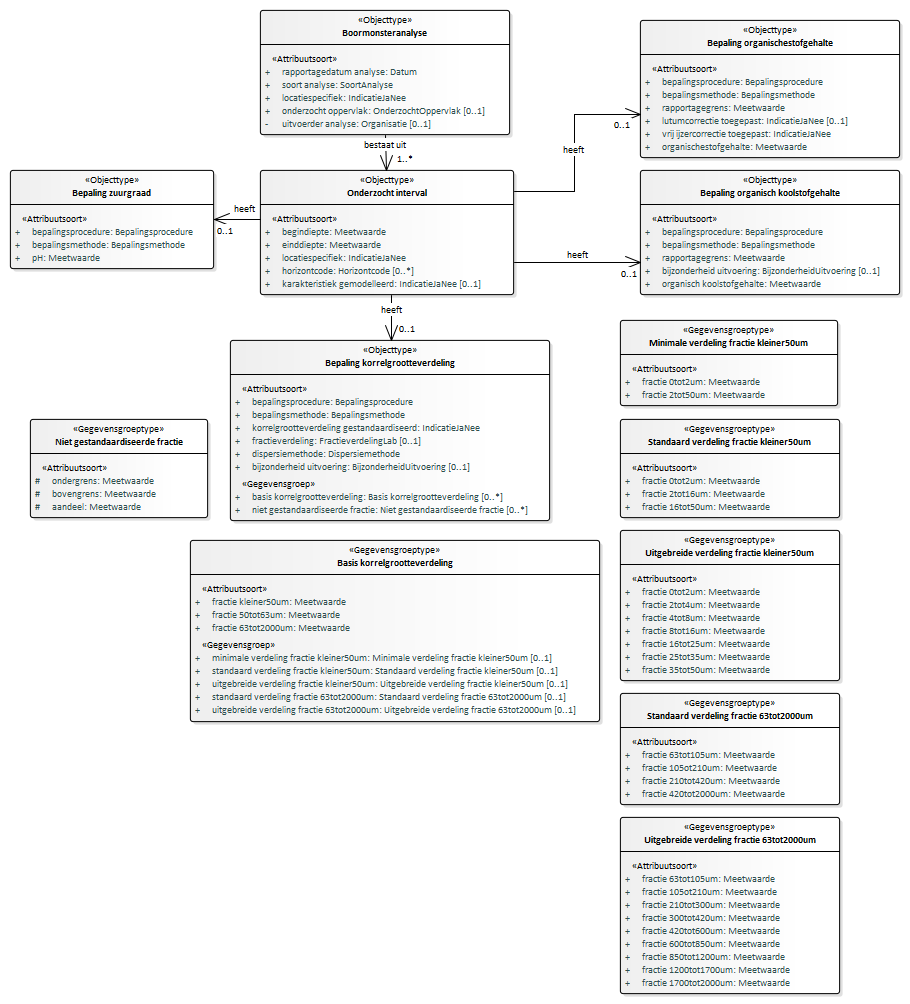 «Objecttype»
Boormonsteranalyse
«Attribuutsoort»
+ rapportagedatum analyse: Datum
+ soort analyse: SoortAnalyse
+ locatiespecifiek: IndicatieJaNee
+ onderzocht oppervlak: OnderzochtOppervlak [0..1]
- uitvoerder analyse: Organisatie [0..1]
«Objecttype»
Bepaling organischestofgehalte
«Attribuutsoort»
+ bepalingsprocedure: Bepalingsprocedure
+ bepalingsmethode: Bepalingsmethode
+ rapportagegrens: Meetwaarde
+ lutumcorrectie toegepast: IndicatieJaNee [0..1]
+ vrij ijzercorrectie toegepast: IndicatieJaNee
+ organischestofgehalte: Meetwaarde
bestaat uit
1..*
heeft
0..1
«Objecttype»
Bepaling zuurgraad
«Attribuutsoort»
+ bepalingsprocedure: Bepalingsprocedure
+ bepalingsmethode: Bepalingsmethode
+ pH: Meetwaarde
heeft
0..1
«Objecttype»
Onderzocht interval
«Attribuutsoort»
+ begindiepte: Meetwaarde
+ einddiepte: Meetwaarde
+ locatiespecifiek: IndicatieJaNee
+ horizontcode: Horizontcode [0..*]
+ karakteristiek gemodelleerd: IndicatieJaNee [0..1]
heeft
0..1
«Objecttype»
Bepaling organisch koolstofgehalte
«Attribuutsoort»
+ bepalingsprocedure: Bepalingsprocedure
+ bepalingsmethode: Bepalingsmethode
+ rapportagegrens: Meetwaarde
+ bijzonderheid uitvoering: BijzonderheidUitvoering [0..1]
+ organisch koolstofgehalte: Meetwaarde
heeft
0..1
«Objecttype»
Bepaling korrelgrootteverdeling
«Attribuutsoort»
+ bepalingsprocedure: Bepalingsprocedure
+ bepalingsmethode: Bepalingsmethode
+ korrelgrootteverdeling gestandaardiseerd: IndicatieJaNee
+ fractieverdeling: FractieverdelingLab [0..1]
+ dispersiemethode: Dispersiemethode
+ bijzonderheid uitvoering: BijzonderheidUitvoering [0..1]
«Gegevensgroep»
+ basis korrelgrootteverdeling: Basis korrelgrootteverdeling [0..*]
+ niet gestandaardiseerde fractie: Niet gestandaardiseerde fractie [0..*]
«Gegevensgroeptype»
Minimale verdeling fractie kleiner50um
«Attribuutsoort»
+ fractie 0tot2um: Meetwaarde
+ fractie 2tot50um: Meetwaarde
«Gegevensgroeptype»
Niet gestandaardiseerde fractie
«Attribuutsoort»
# ondergrens: Meetwaarde
# bovengrens: Meetwaarde
# aandeel: Meetwaarde
«Gegevensgroeptype»
Standaard verdeling fractie kleiner50um
«Attribuutsoort»
+ fractie 0tot2um: Meetwaarde
+ fractie 2tot16um: Meetwaarde
+ fractie 16tot50um: Meetwaarde
«Gegevensgroeptype»
Basis korrelgrootteverdeling
«Attribuutsoort»
+ fractie kleiner50um: Meetwaarde
+ fractie 50tot63um: Meetwaarde
+ fractie 63tot2000um: Meetwaarde
«Gegevensgroep»
+ minimale verdeling fractie kleiner50um: Minimale verdeling fractie kleiner50um [0..1]
+ standaard verdeling fractie kleiner50um: Standaard verdeling fractie kleiner50um [0..1]
+ uitgebreide verdeling fractie kleiner50um: Uitgebreide verdeling fractie kleiner50um [0..1]
+ standaard verdeling fractie 63tot2000um: Standaard verdeling fractie 63tot2000um [0..1]
+ uitgebreide verdeling fractie 63tot2000um: Uitgebreide verdeling fractie 63tot2000um [0..1]
«Gegevensgroeptype»
Uitgebreide verdeling fractie kleiner50um
«Attribuutsoort»
+ fractie 0tot2um: Meetwaarde
+ fractie 2tot4um: Meetwaarde
+ fractie 4tot8um: Meetwaarde
+ fractie 8tot16um: Meetwaarde
+ fractie 16tot25um: Meetwaarde
+ fractie 25tot35um: Meetwaarde
+ fractie 35tot50um: Meetwaarde
«Gegevensgroeptype»
Standaard verdeling fractie 63tot2000um
«Attribuutsoort»
+ fractie 63tot105um: Meetwaarde
+ fractie 105ot210um: Meetwaarde
+ fractie 210tot420um: Meetwaarde
+ fractie 420tot2000um: Meetwaarde
«Gegevensgroeptype»
Uitgebreide verdeling fractie 63tot2000um
«Attribuutsoort»
+ fractie 63tot105um: Meetwaarde
+ fractie 105ot210um: Meetwaarde
+ fractie 210tot300um: Meetwaarde
+ fractie 300tot420um: Meetwaarde
+ fractie 420tot600um: Meetwaarde
+ fractie 600tot850um: Meetwaarde
+ fractie 850tot1200um: Meetwaarde
+ fractie 1200tot1700um: Meetwaarde
+ fractie 1700tot2000um: Meetwaarde